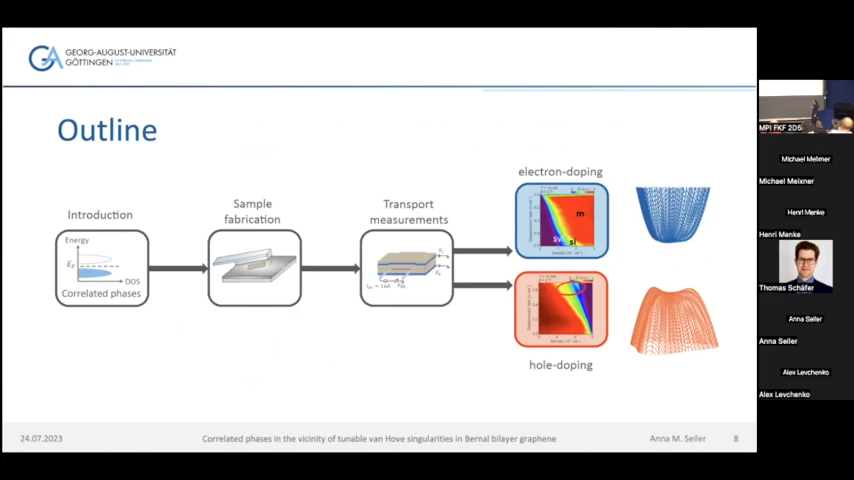 GEORG-AUGUST-UNIVERSITÄT
GÖTTINGEN
Outline
Introduction
Energy
E_F
DOS
Correlated phases
Sample
fabrication
Transport
measurements
electron-doping
m
hole-doping
24.07.2023
Correlated phases in the vicinity of tunable van Hove singularities in Bernal bilayer graphene
Anna M. Seiler
8
MPI FKF 2D5
Michael Meixner
Michael Meixner
Henri Menke
Henri Menke
Thomas Schäfer
Anna Seiler
Anna Seiler
Alex Levchenko
Alex Levchenko